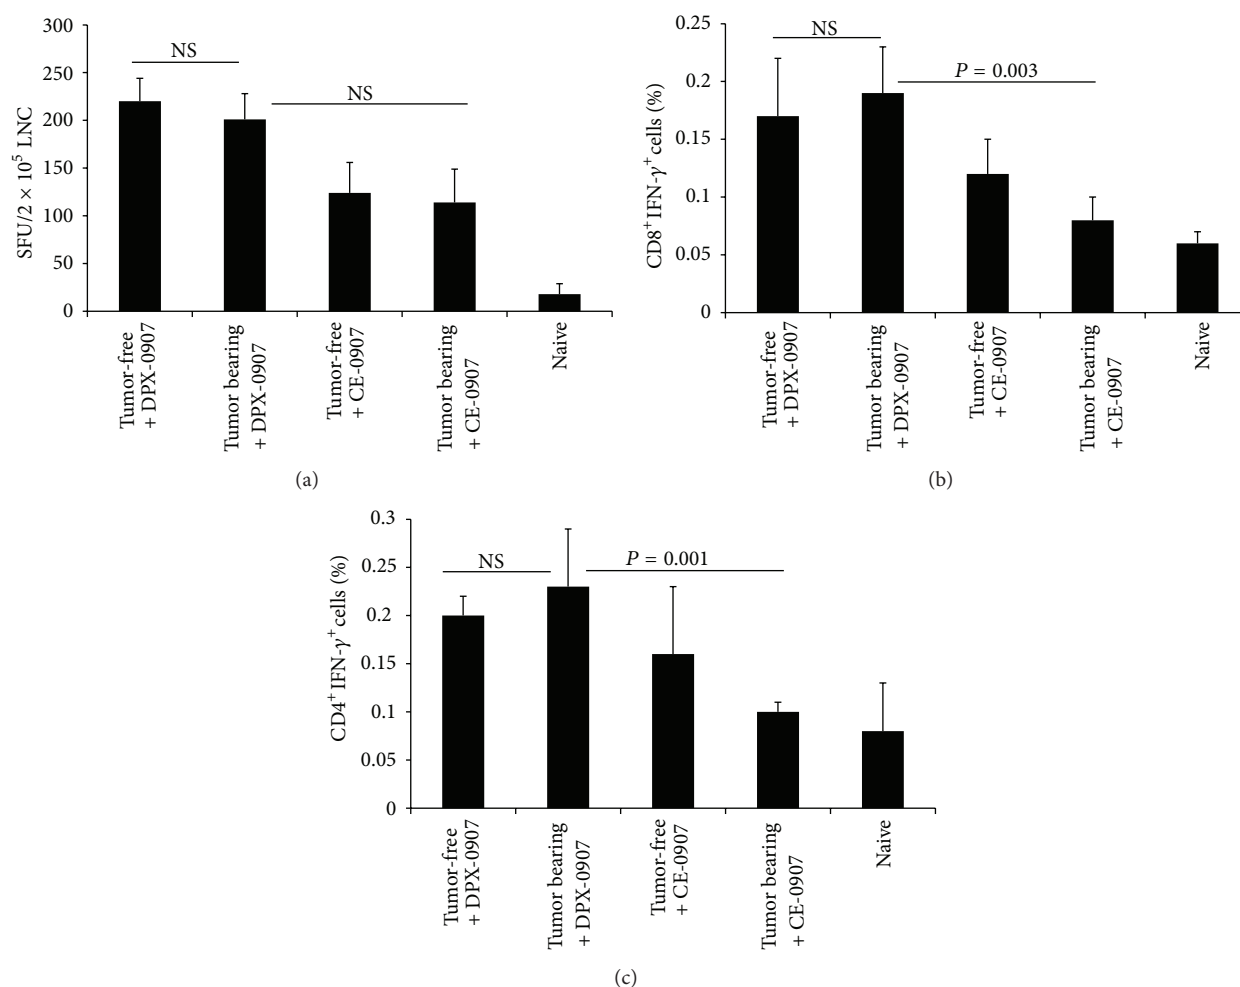 300
250
200
150
100
50
0
SFU/2 × 10⁵ LNC
NS
NS
Tumor-free
+ DPX-0907
Tumor bearing
+ DPX-0907
Tumor-free
+ CE-0907
Tumor bearing
+ CE-0907
Naive
(a)
0.25
0.2
0.15
0.1
0.05
0
CD8⁺IFN-γ⁺ cells (%)
NS
P = 0.003
Tumor-free
+ DPX-0907
Tumor bearing
+ DPX-0907
Tumor-free
+ CE-0907
Tumor bearing
+ CE-0907
Naive
(b)
0.3
0.25
0.2
0.15
0.1
0.05
0
CD4⁺IFN-γ⁺ cells (%)
NS
P = 0.001
Tumor-free
+ DPX-0907
Tumor bearing
+ DPX-0907
Tumor-free
+ CE-0907
Tumor bearing
+ CE-0907
Naive
(c)